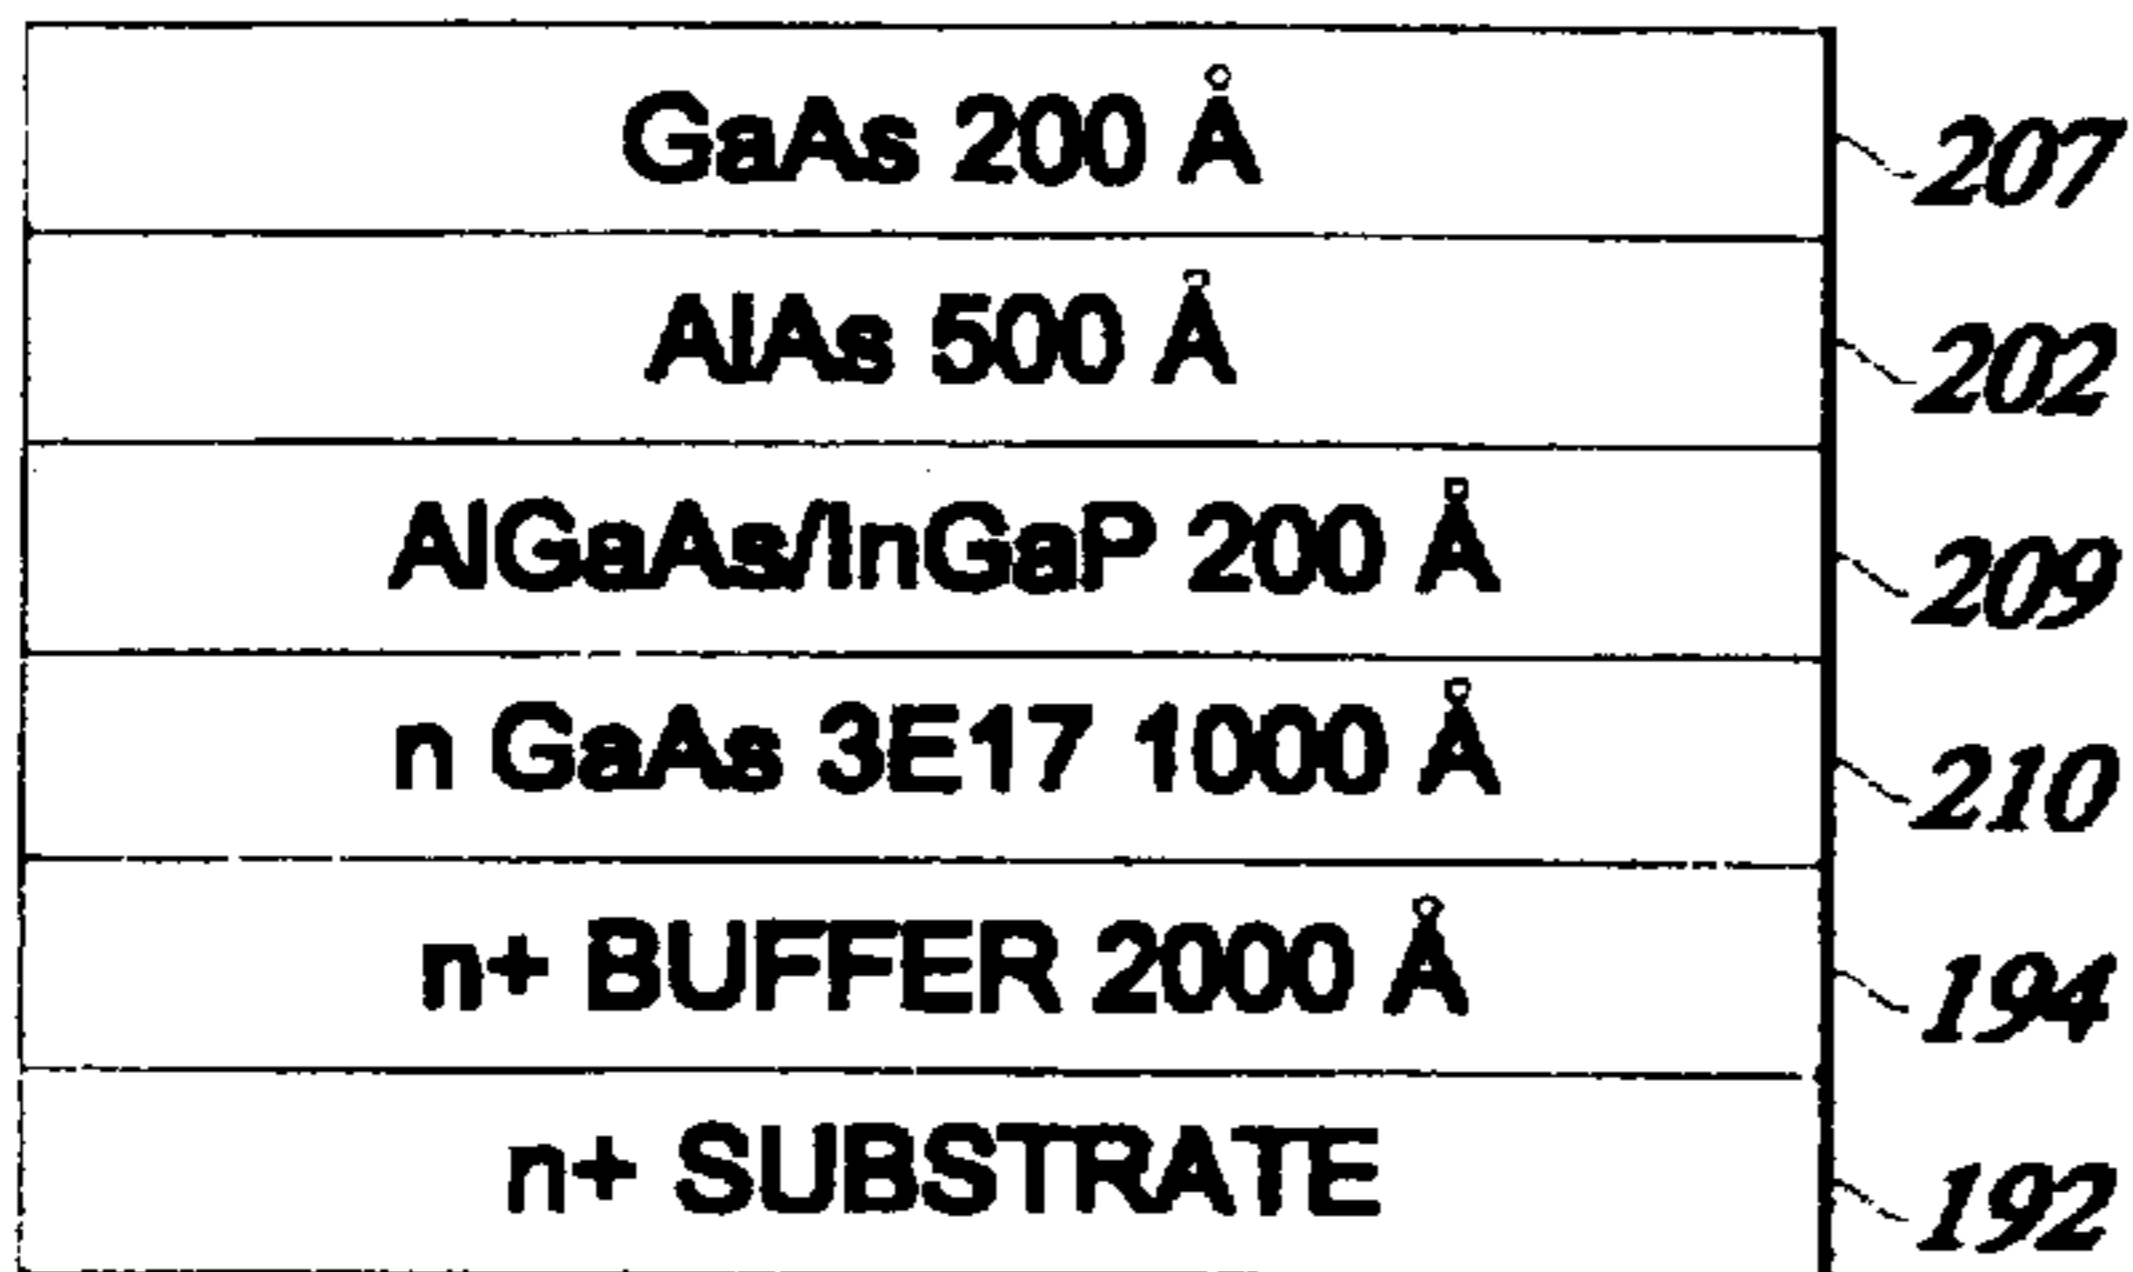 GaAs 200 Å 207
AlAs 500 Å 202
AlGaAs/InGaP 200 Å 209
n GaAs 3E17 1000 Å 210
n+ BUFFER 2000 Å 194
n+ SUBSTRATE 192